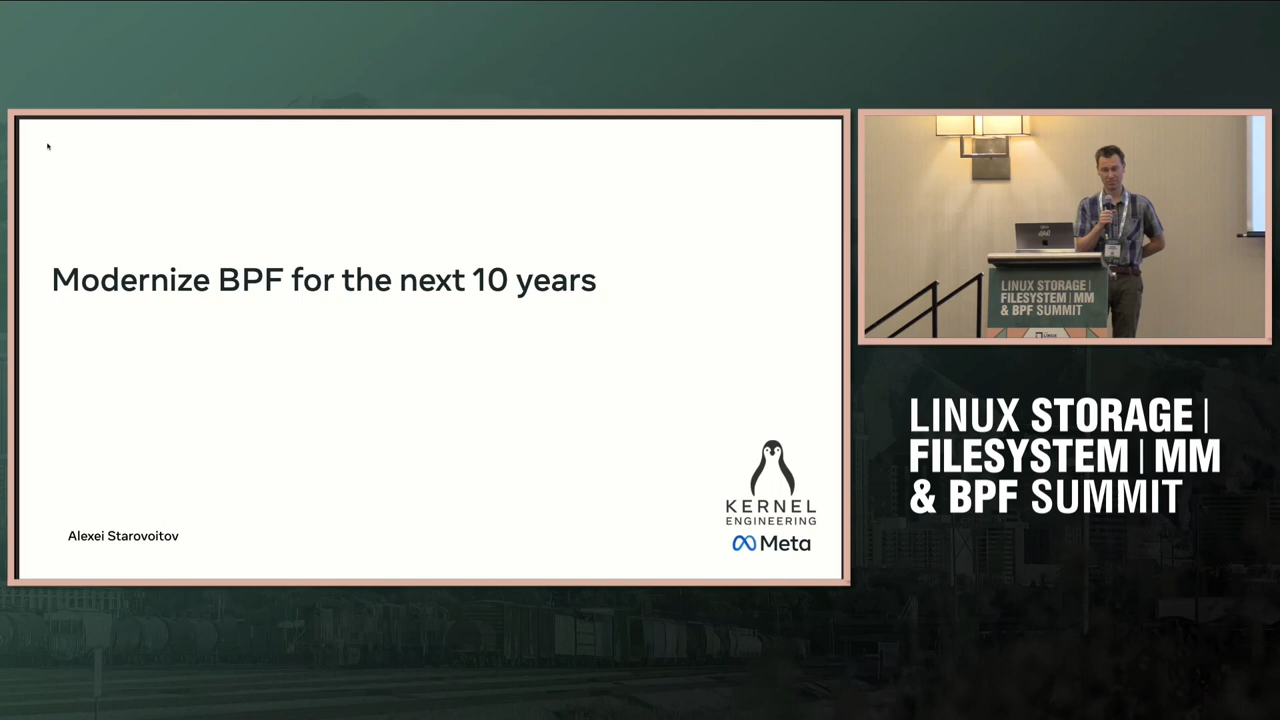 Modernize BPF for the next 10 years
Alexei Starovoitov
KERNEL
ENGINEERING
Meta
LINUX STORAGE |
FILESYSTEM | MM
& BPF SUMMIT
LINUX STORAGE |
FILESYSTEM | MM
& BPF SUMMIT